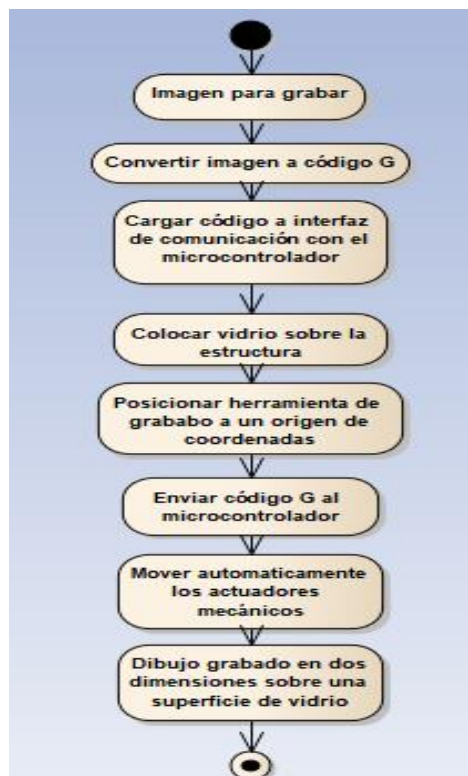 Imagen para grabar
Convertir imagen a código G
Cargar código a interfaz
de comunicación con el
microcontrolador
Colocar vidrio sobre la
estructura
Posicionar herramienta de
grababo a un origen de
coordenadas
Enviar código G al
microcontrolador
Mover automaticamente
los actuadores
mecánicos
Dibujo grabado en dos
dimensiones sobre una
superficie de vidrio